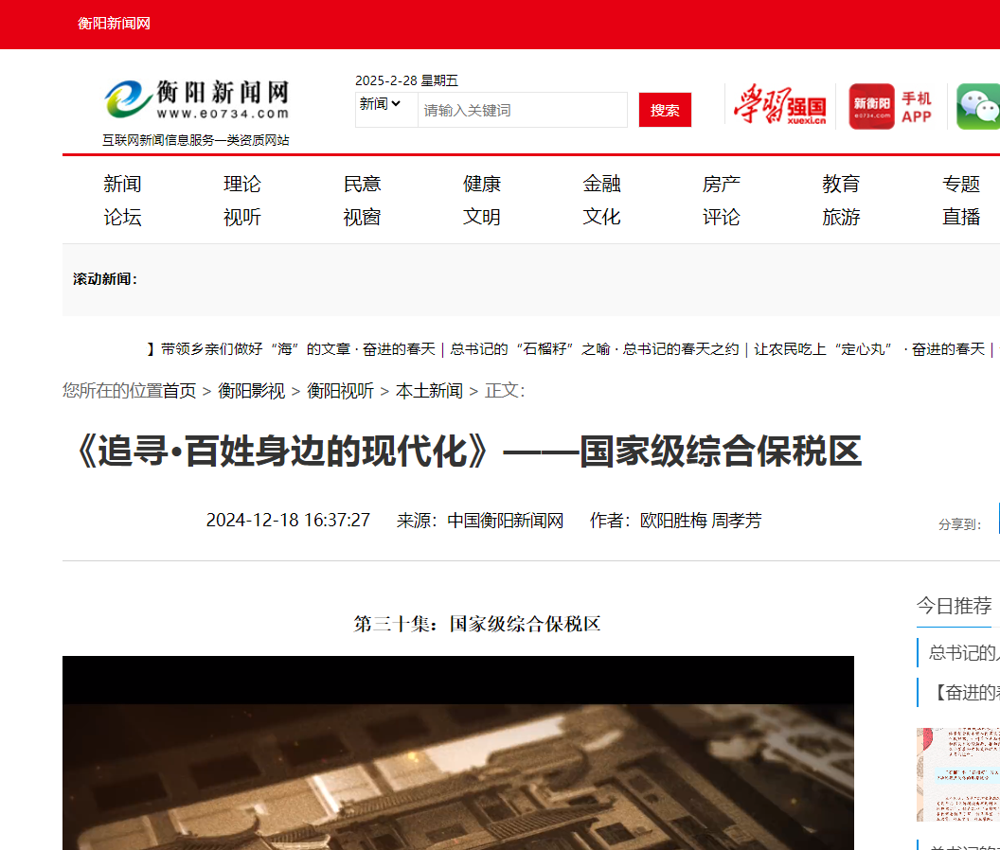 衡阳新闻网
衡阳新闻网
www.e0734.com
互联网新闻信息服务一类资质网站
2025-2-28 星期五
新闻 请输入关键词 搜索
学习强国
xuexi.cn
新衡阳
e0734.com
手机
APP
新闻 理论 民意 健康 金融 房产 教育 专题
论坛 视听 视窗 文明 文化 评论 旅游 直播
滚动新闻：
】带领乡亲们做好“海”的文章 · 奋进的春天 | 总书记的“石榴籽”之喻 · 总书记的春天之约 | 让农民吃上“定心丸” · 奋进的春天 |
您所在的位置首页 > 衡阳影视 > 衡阳视听 > 本土新闻 > 正文：
《追寻•百姓身边的现代化》——国家级综合保税区
2024-12-18 16:37:27 来源：中国衡阳新闻网 作者：欧阳胜梅 周孝芳
分享到：
第三十集：国家级综合保税区
今日推荐
总书记的
【奋进的